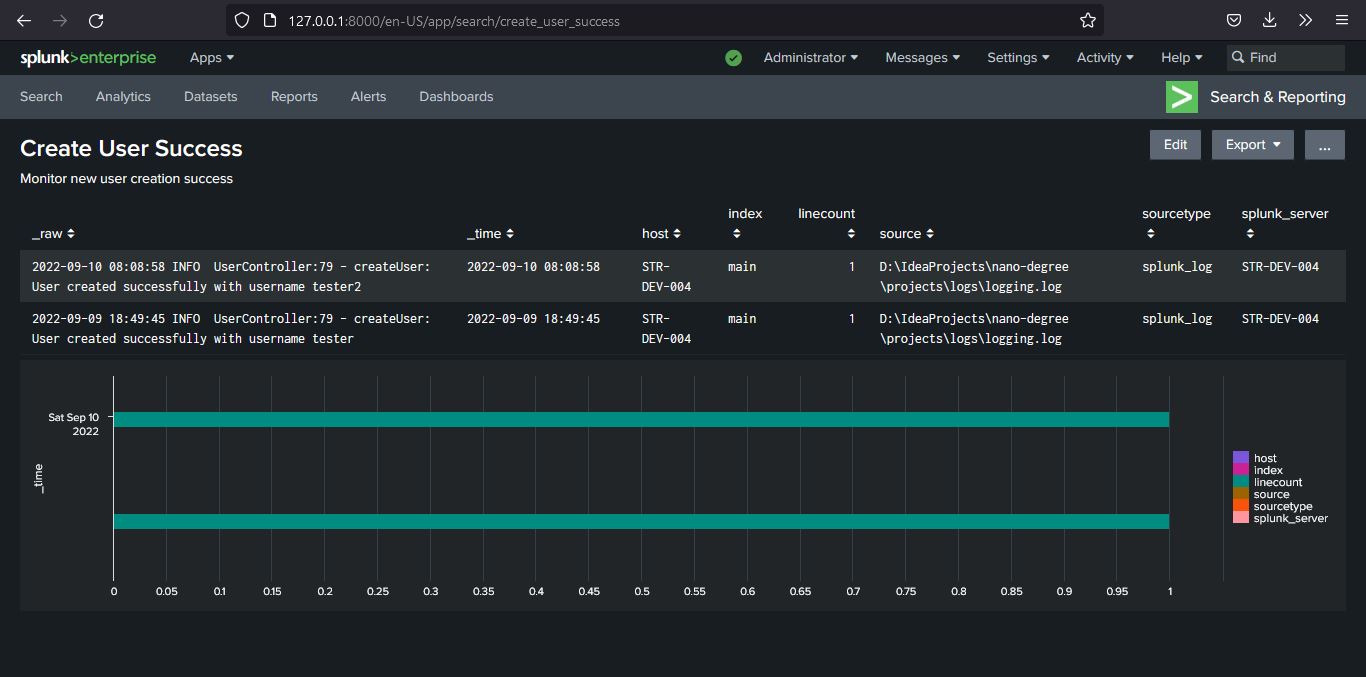 127.0.0.1:8000/en-US/app/search/create_user_success
splunk>enterprise Apps Administrator Messages Settings Activity Help Find
Search Analytics Datasets Reports Alerts Dashboards > Search & Reporting
Create User Success Edit Export ...
Monitor new user creation success
index linecount sourcetype splunk_server
_raw _time host source
2022-09-10 08:08:58 INFO UserController:79 - createUser: 2022-09-10 08:08:58 STR- main 1 D:\IdeaProjects\nano-degree splunk_log STR-DEV-004
User created successfully with username tester2 DEV-004 \projects\logs\logging.log
2022-09-09 18:49:45 INFO UserController:79 - createUser: 2022-09-09 18:49:45 STR- main 1 D:\IdeaProjects\nano-degree splunk_log STR-DEV-004
User created successfully with username tester DEV-004 \projects\logs\logging.log
Sat Sep 10
2022
_time
host
index
linecount
source
sourcetype
splunk_server
0 0.05 0.1 0.15 0.2 0.25 0.3 0.35 0.4 0.45 0.5 0.55 0.6 0.65 0.7 0.75 0.8 0.85 0.9 0.95 1